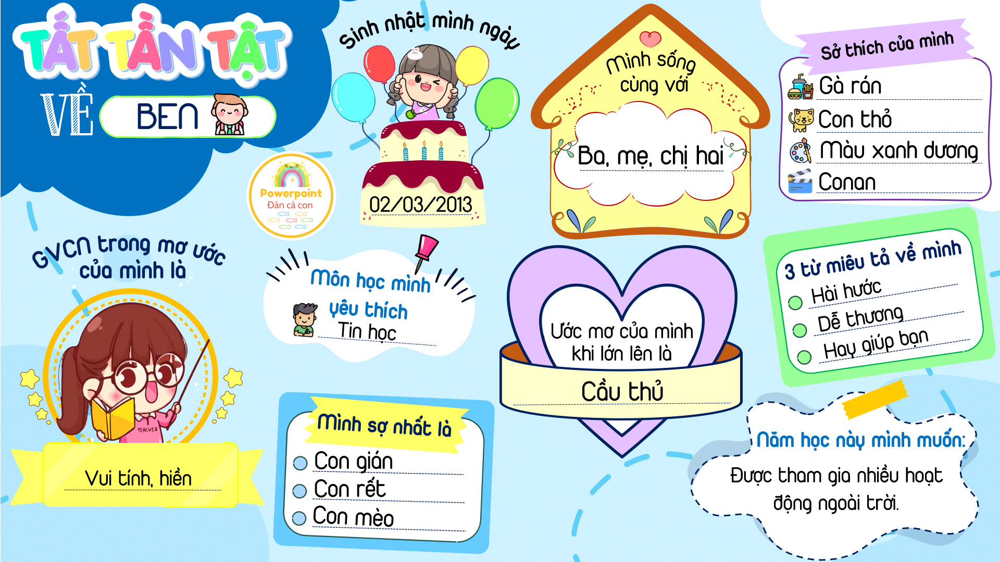 TẤT TẦN TẬT
VỀ
BEN
Powerpoint
Đàn cá con
Sinh nhật mình ngày
02/03/2013
Mình sống
cùng với
Ba, mẹ, chị hai
Sở thích của mình
Gà rán
Con thỏ
Màu xanh dương
Conan
GVCN trong mơ ước
của mình là
TEACHER
Vui tính, hiền
Môn học mình
yêu thích
Tin học
Ước mơ của mình
khi lớn lên là
Cầu thủ
3 từ miêu tả về mình
Hài hước
Dễ thương
Hay giúp bạn
Mình sợ nhất là
Con gián
Con rết
Con mèo
Năm học này mình muốn:
Được tham gia nhiều hoạt
động ngoài trời.